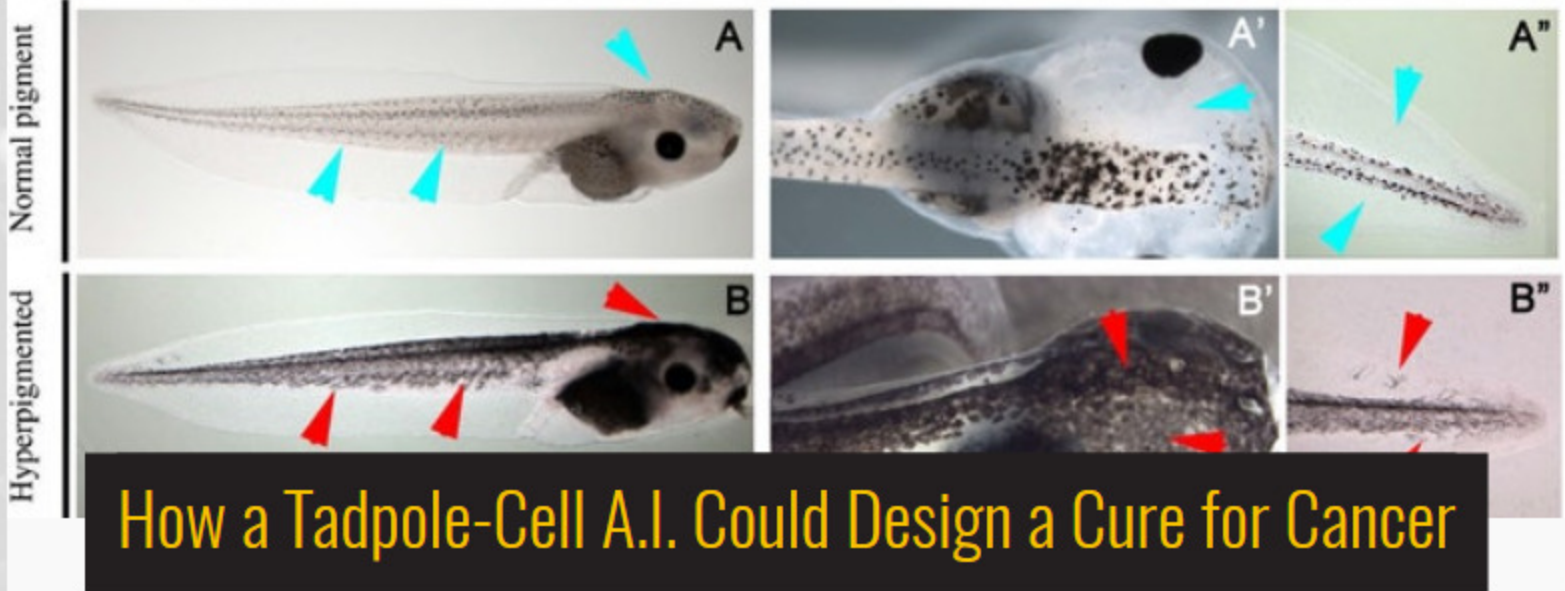 Normal pigment
A
A’
A”
Hyperpigmented
B
B’
B”
How a Tadpole-Cell A.I. Could Design a Cure for Cancer